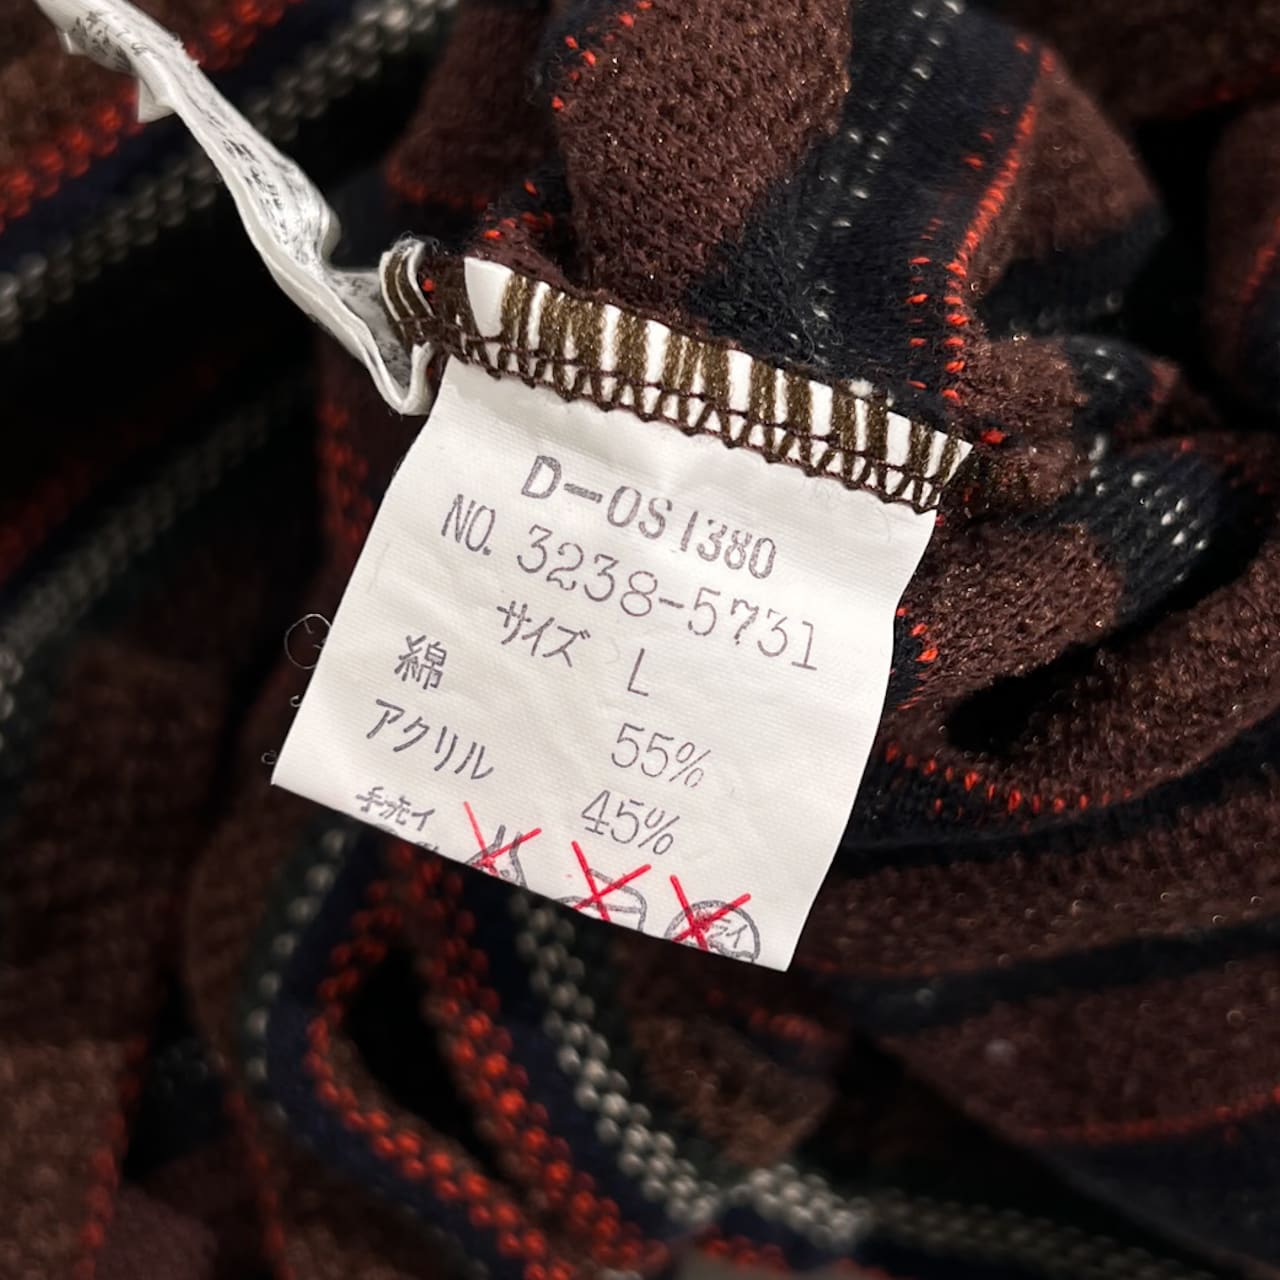 D-OS1380
NO. 3238-5731
サイズ L
綿 55%
アクリル 45%
手洗イ